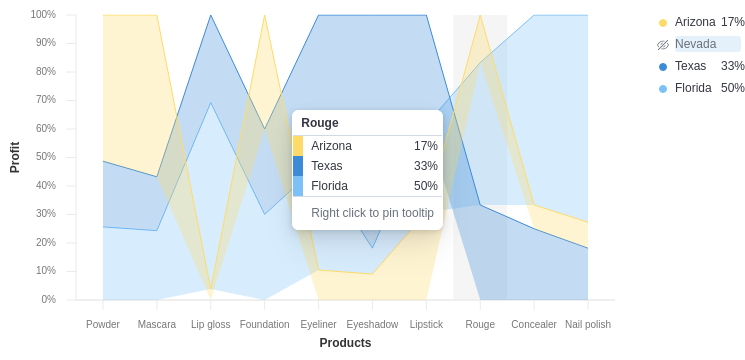 100%
90%
80%
70%
60%
50%
40%
30%
20%
10%
0%
Profit
Powder
Mascara
Lip gloss
Foundation
Eyeliner
Eyeshadow
Lipstick
Rouge
Concealer
Nail polish
Products
Rouge
Arizona 17%
Texas 33%
Florida 50%
Right click to pin tooltip
Arizona 17%
Nevada
Texas 33%
Florida 50%